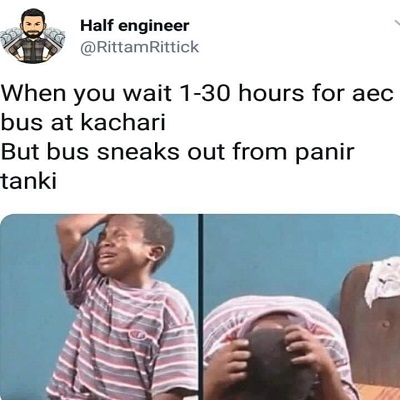 Half engineer
@RittamRittick
When you wait 1-30 hours for aec
bus at kachari
But bus sneaks out from panir
tanki